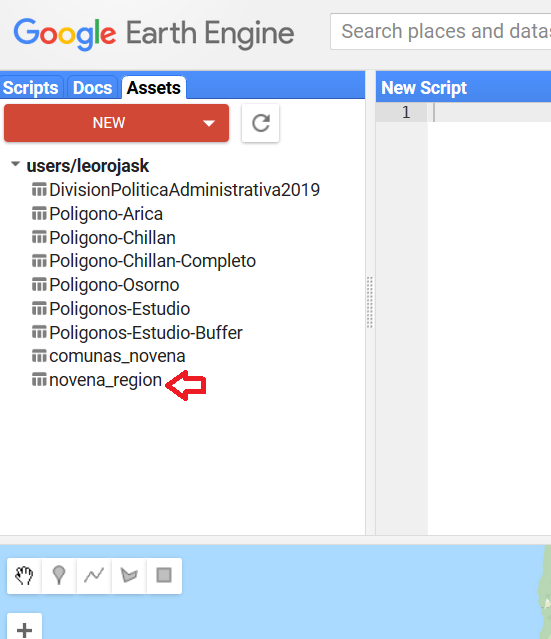 Google Earth Engine
Search places and datas
Scripts Docs Assets
New Script
NEW
1
users/leorojask
DivisionPoliticaAdministrativa2019
Poligono-Arica
Poligono-Chillan
Poligono-Chillan-Completo
Poligono-Osorno
Poligonos-Estudio
Poligonos-Estudio-Buffer
comunas_novena
novena_region
+